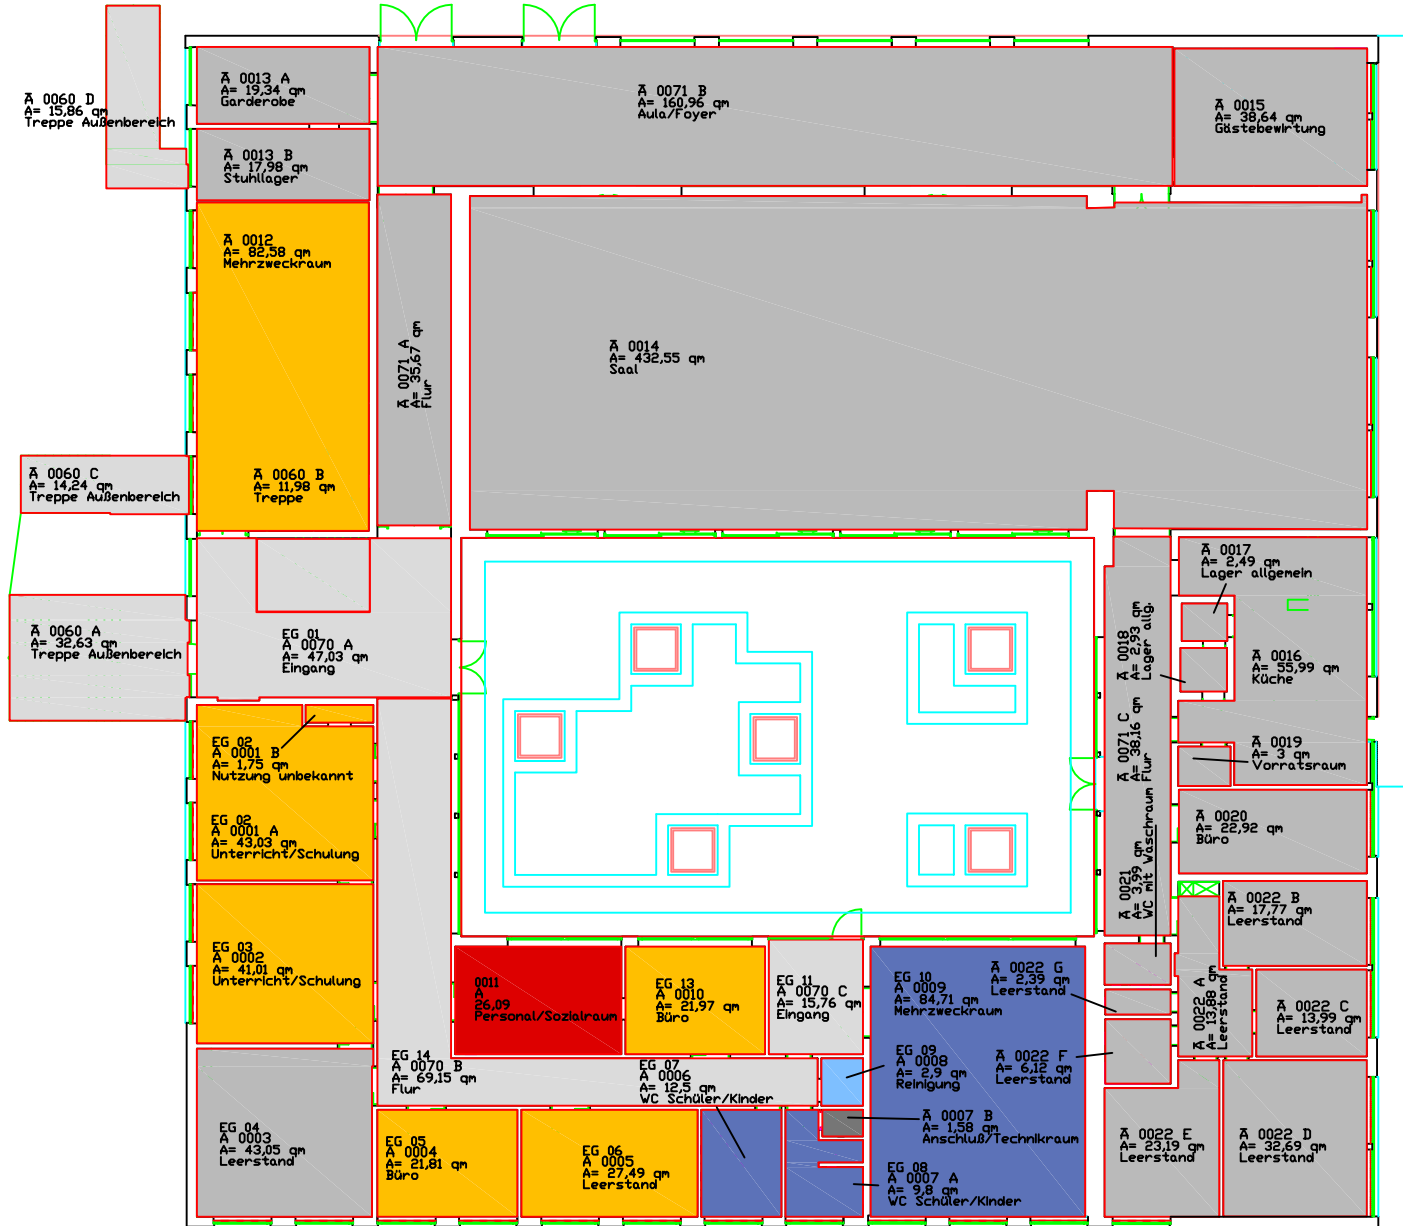 Ā 0060 D
A= 15,86 qm
Treppe Außenbereich
Ā 0013 A
A= 19,34 qm
Garderobe
Ā 0071 B
A= 160,96 qm
Aula/Foyer
Ā 0015
A= 38,64 qm
Gästebewirtung
Ā 0013 B
A= 17,98 qm
Stuhllager
Ā 0012
A= 82,58 qm
Mehrzweckraum
Ā 0071 A
A= 35,67 qm
Flur
Ā 0014
A= 432,55 qm
Saal
Ā 0060 C
A= 14,24 qm
Treppe Außenbereich
Ā 0060 B
A= 11,98 qm
Treppe
Ā 0060 A
A= 32,63 qm
Treppe Außenbereich
EG 01
Ā 0070 A
A= 47,03 qm
Eingang
Ā 0017
A= 2,49 qm
Lager allgemein
Ā 0018
A= 2,93 qm
Lager allg.
Ā 0016
A= 55,99 qm
Küche
Ā 0071 C
A= 38,16 qm
Flur
Ā 0019
A= 3 qm
Vorratsraum
EG 02
Ā 0001 B
A= 1,75 qm
Nutzung unbekannt
EG 02
Ā 0001 A
A= 43,03 qm
Unterricht/Schulung
Ā 0020
A= 22,92 qm
Büro
Ā 0021
A= 3,99 qm
WC mit Waschraum
Ā 0022 B
A= 17,77 qm
Leerstand
EG 03
Ā 0002
A= 41,01 qm
Unterricht/Schulung
0011
A
26,09
Personal/Sozialraum
EG 13
Ā 0010
A= 21,97 qm
Büro
EG 11
Ā 0070 C
A= 15,76 qm
Eingang
EG 10
Ā 0009
A= 84,71 qm
Mehrzweckraum
Ā 0022 G
A= 2,39 qm
Leerstand
Ā 0022 A
A= 13,88 qm
Leerstand
Ā 0022 C
A= 13,99 qm
Leerstand
EG 14
Ā 0070 B
A= 69,15 qm
Flur
EG 07
Ā 0006
A= 12,5 qm
WC Schüler/Kinder
EG 09
Ā 0008
A= 2,9 qm
Reinigung
Ā 0022 F
A= 6,12 qm
Leerstand
EG 04
Ā 0003
A= 43,05 qm
Leerstand
EG 05
Ā 0004
A= 21,81 qm
Büro
EG 06
Ā 0005
A= 27,49 qm
Leerstand
Ā 0007 B
A= 1,58 qm
Anschluß/Technikraum
EG 08
Ā 0007 A
A= 9,8 qm
WC Schüler/Kinder
Ā 0022 E
A= 23,19 qm
Leerstand
Ā 0022 D
A= 32,69 qm
Leerstand